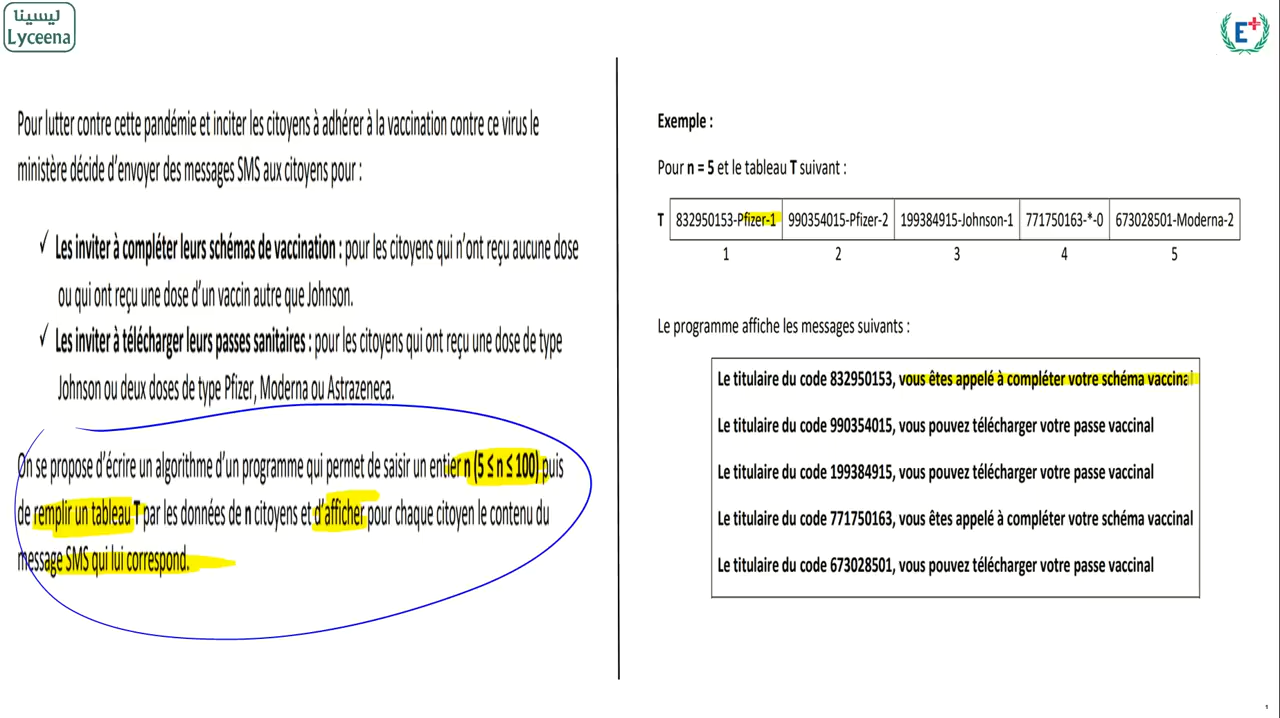 ليسينا
Lyceena
E+
Pour lutter contre cette pandémie et inciter les citoyens à adhérer à la vaccination contre ce virus le
ministère décide d'envoyer des messages SMS aux citoyens pour :
✓ Les inviter à compléter leurs schémas de vaccination : pour les citoyens qui n'ont reçu aucune dose
ou qui ont reçu une dose d'un vaccin autre que Johnson.
✓ Les inviter à télécharger leurs passes sanitaires : pour les citoyens qui ont reçu une dose de type
Johnson ou deux doses de type Pfizer, Moderna ou Astrazeneca.
On se propose d'écrire un algorithme d'un programme qui permet de saisir un entier n (5 ≤ n ≤ 100) puis
de remplir un tableau T par les données de n citoyens et d'afficher pour chaque citoyen le contenu du
message SMS qui lui correspond.
Exemple :
Pour n = 5 et le tableau T suivant :
T 832950153-Pfizer-1 990354015-Pfizer-2 199384915-Johnson-1 771750163-*-0 673028501-Moderna-2
1 2 3 4 5
Le programme affiche les messages suivants :
Le titulaire du code 832950153, vous êtes appelé à compléter votre schéma vaccinal
Le titulaire du code 990354015, vous pouvez télécharger votre passe vaccinal
Le titulaire du code 199384915, vous pouvez télécharger votre passe vaccinal
Le titulaire du code 771750163, vous êtes appelé à compléter votre schéma vaccinal
Le titulaire du code 673028501, vous pouvez télécharger votre passe vaccinal